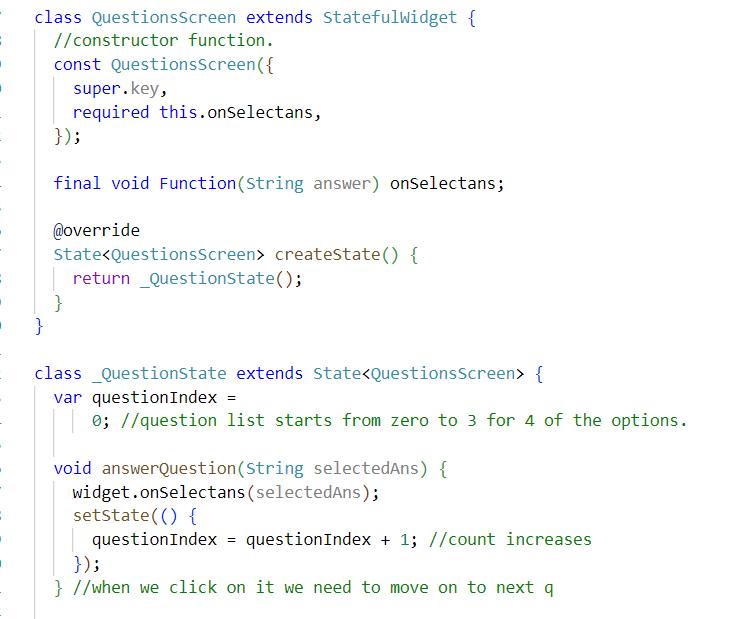 class QuestionsScreen extends StatefulWidget {
//constructor function.
const QuestionsScreen({
super.key,
required this.onSelectans,
});
final void Function(String answer) onSelectans;
@override
State<QuestionsScreen> createState() {
return _QuestionState();
}
}
class _QuestionState extends State<QuestionsScreen> {
var questionIndex =
0; //question list starts from zero to 3 for 4 of the options.
void answerQuestion(String selectedAns) {
widget.onSelectans(selectedAns);
setState(() {
questionIndex = questionIndex + 1; //count increases
});
} //when we click on it we need to move on to next q